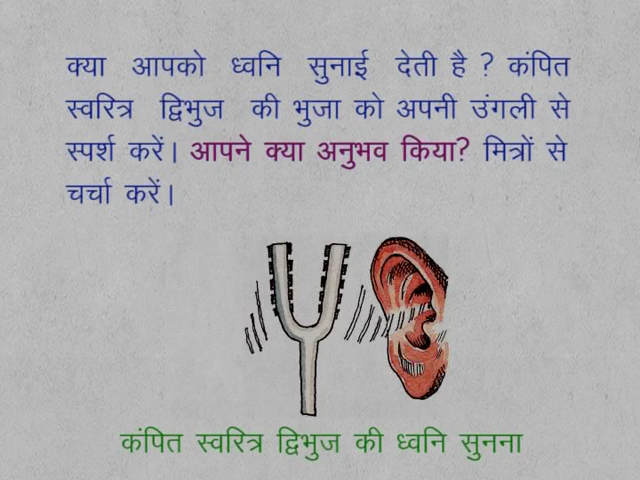 क्या आपको ध्वनि सुनाई देती है ? कंपित
स्वरित्र द्विभुज की भुजा को अपनी उंगली से
स्पर्श करें। आपने क्या अनुभव किया? मित्रों से
चर्चा करें।
कंपित स्वरित्र द्विभुज की ध्वनि सुनना